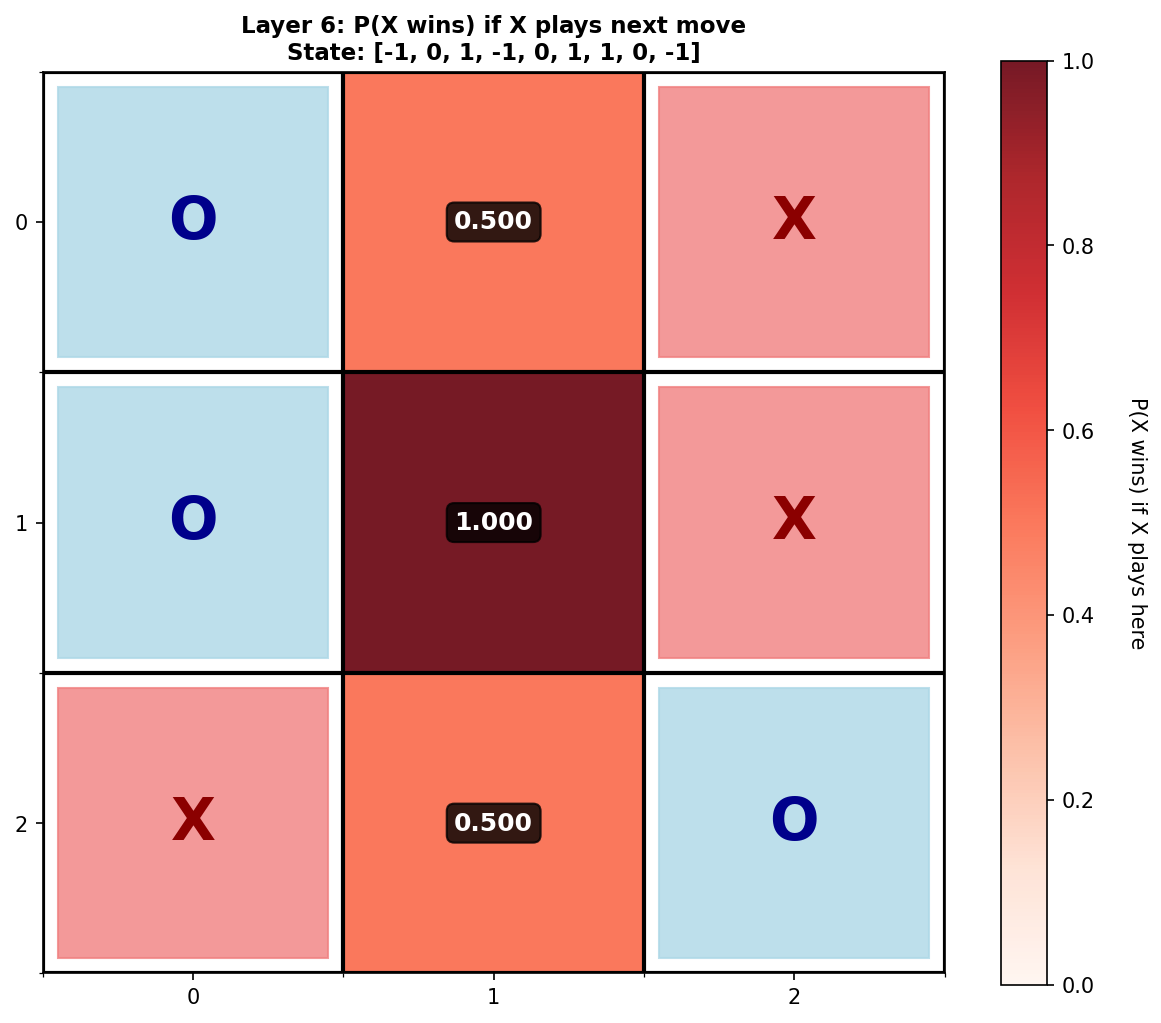 Layer 6: P(X wins) if X plays next move
State: [-1, 0, 1, -1, 0, 1, 1, 0, -1]
0
O
0.500
X
1
O
1.000
X
2
X
0.500
O
0
1
2
1.0
0.8
0.6
0.4
0.2
0.0
P(X wins) if X plays here